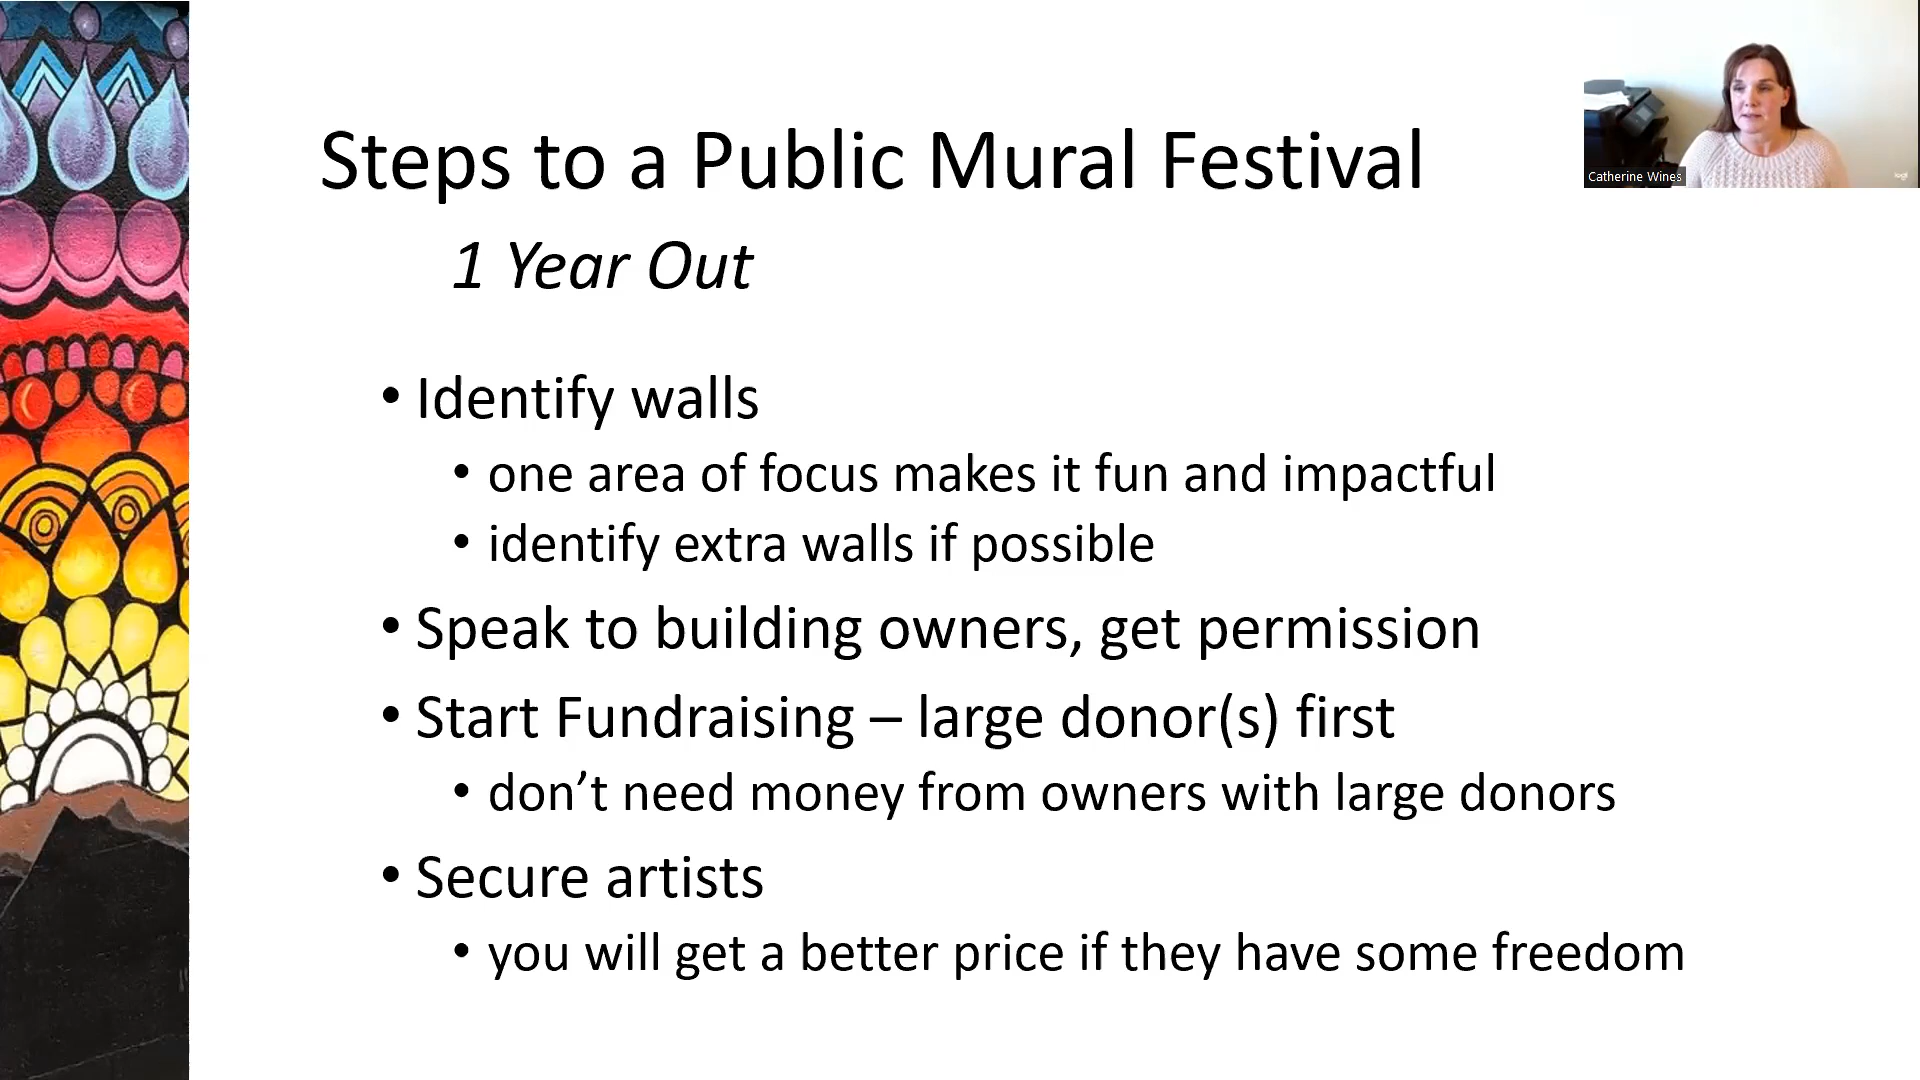 Steps to a Public Mural Festival
Catherine Wines
1 Year Out
• Identify walls
• one area of focus makes it fun and impactful
• identify extra walls if possible
• Speak to building owners, get permission
• Start Fundraising – large donor(s) first
• don’t need money from owners with large donors
• Secure artists
• you will get a better price if they have some freedom
logi